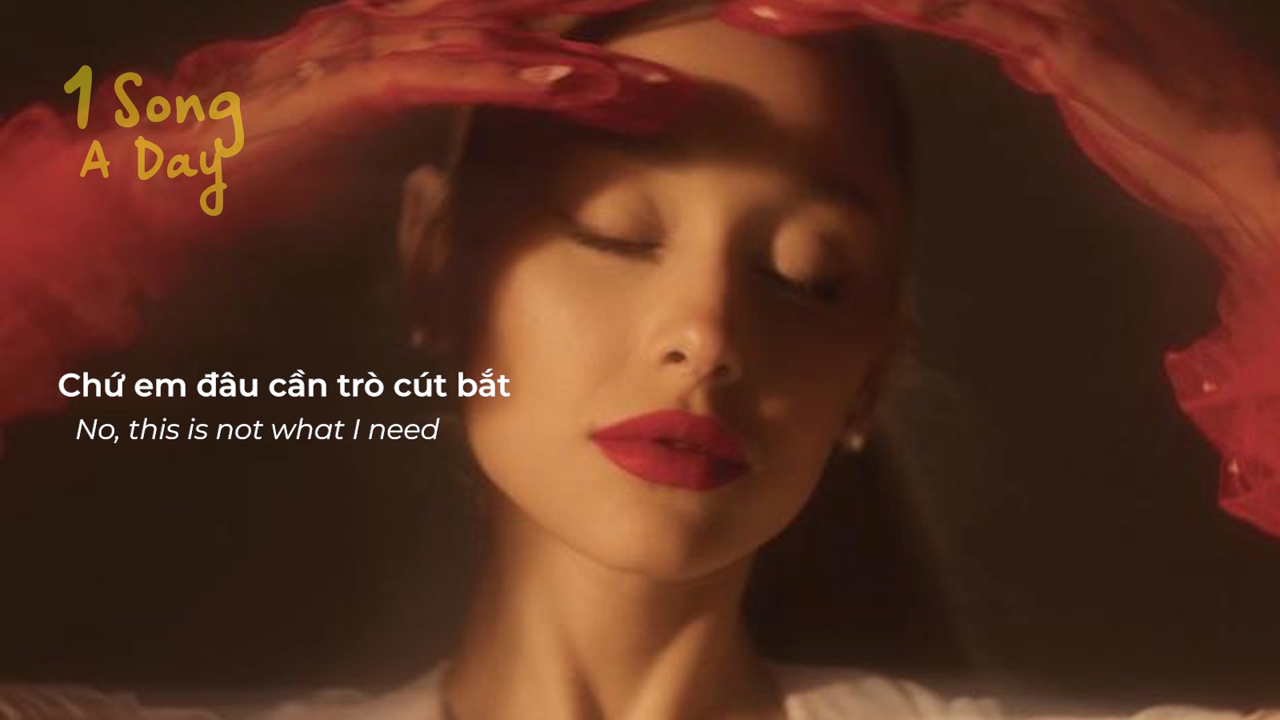 1 Song
A Day
Chứ em đâu cần trò cút bắt
No, this is not what I need